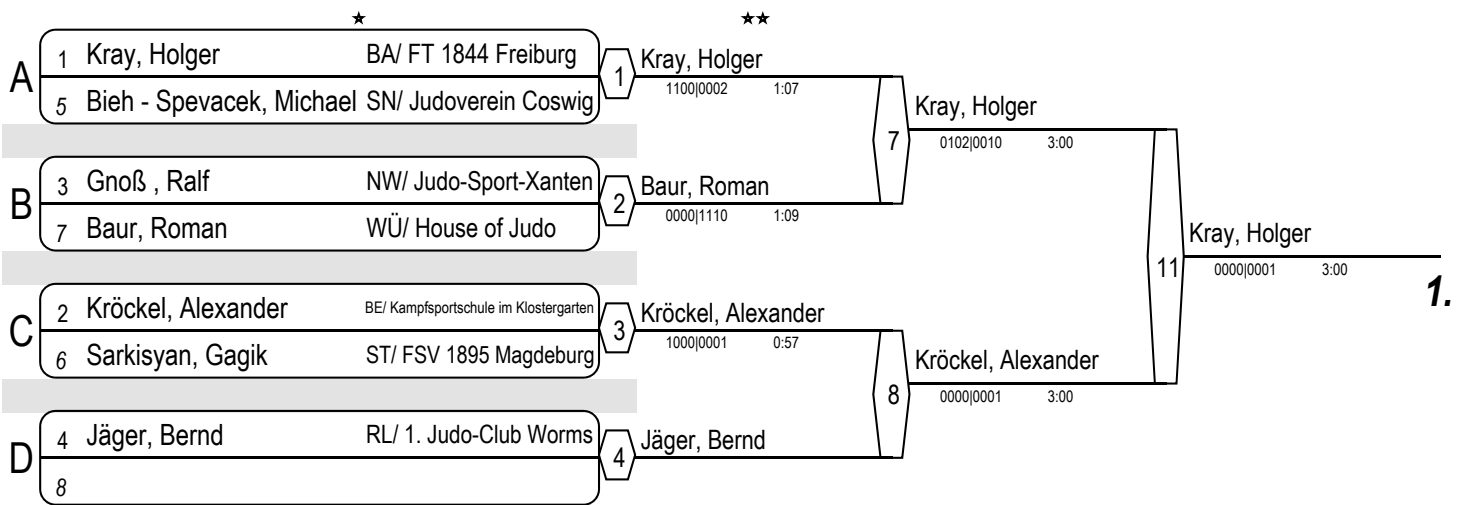 ★ ★★
A
1 Kray, Holger BA/ FT 1844 Freiburg
5 Bieh - Spevacek, Michael SN/ Judoverein Coswig
1
Kray, Holger
1100|0002 1:07
B
3 Gnoß , Ralf NW/ Judo-Sport-Xanten
7 Baur, Roman WÜ/ House of Judo
2
Baur, Roman
0000|1110 1:09
7
Kray, Holger
0102|0010 3:00
C
2 Kröckel, Alexander BE/ Kampfsportschule im Klostergarten
6 Sarkisyan, Gagik ST/ FSV 1895 Magdeburg
3
Kröckel, Alexander
1000|0001 0:57
D
4 Jäger, Bernd RL/ 1. Judo-Club Worms
8
4
Jäger, Bernd
8
Kröckel, Alexander
0000|0001 3:00
11
Kray, Holger
0000|0001 3:00
1.